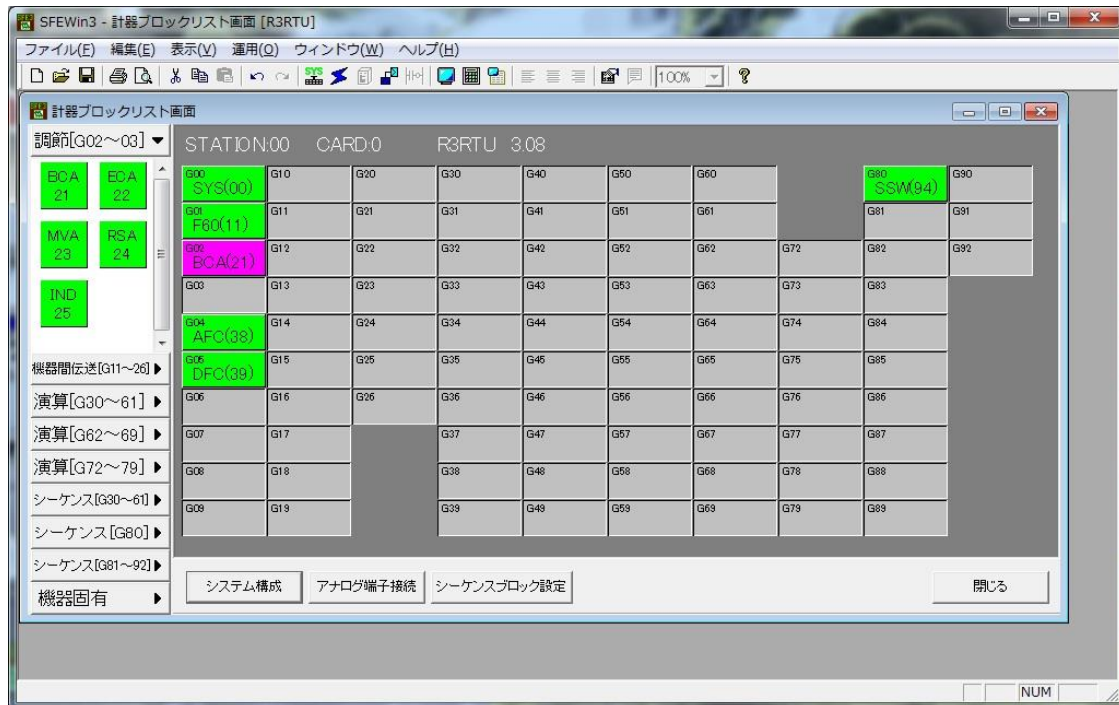 SFEWin3 - 計器ブロックリスト画面 [R3RTU]
ファイル(F) 編集(E) 表示(V) 運用(O) ウィンドウ(W) ヘルプ(H)
SYS 100%
計器ブロックリスト画面
調節[G02～03]
BCA 21
ECA 22
MVA 23
RSA 24
IND 25
機器間伝送[G11～26]
演算[G30～61]
演算[G62～69]
演算[G72～79]
シーケンス[G30～61]
シーケンス[G80]
シーケンス[G81～92]
機器固有
STATION:00 CARD:0 R3RTU 3.08
G00 SYS(00) G10 G20 G30 G40 G50 G60 G80 SSW(94) G90
G01 F60(11) G11 G21 G31 G41 G51 G61 G81 G91
G02 BCA(21) G12 G22 G32 G42 G52 G62 G72 G82 G92
G03 G13 G23 G33 G43 G53 G63 G73 G83
G04 AFC(38) G14 G24 G34 G44 G54 G64 G74 G84
G05 DFC(39) G15 G25 G35 G45 G55 G65 G75 G85
G06 G16 G26 G36 G46 G56 G66 G76 G86
G07 G17 G37 G47 G57 G67 G77 G87
G08 G18 G38 G48 G58 G68 G78 G88
G09 G19 G39 G49 G59 G69 G79 G89
システム構成 アナログ端子接続 シーケンスブロック設定 閉じる
NUM